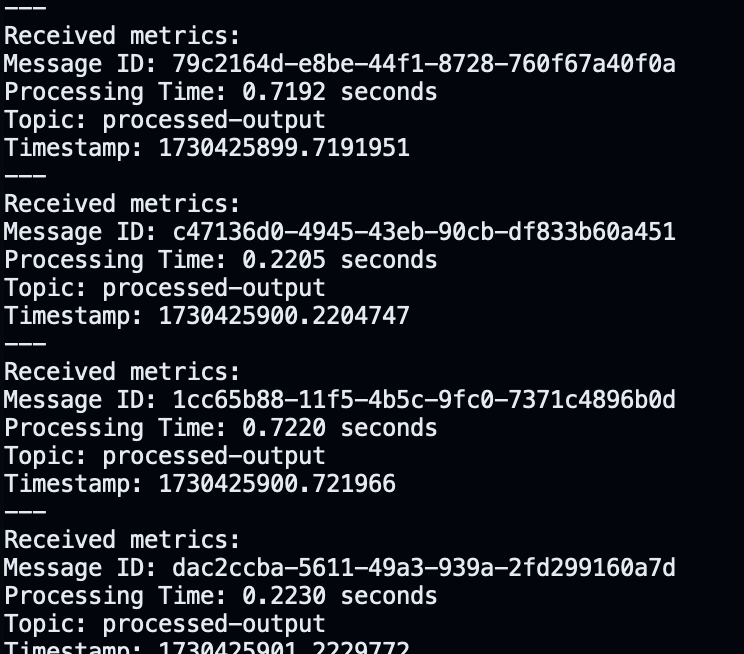 ---
Received metrics:
Message ID: 79c2164d-e8be-44f1-8728-760f67a40f0a
Processing Time: 0.7192 seconds
Topic: processed-output
Timestamp: 1730425899.7191951
---
Received metrics:
Message ID: c47136d0-4945-43eb-90cb-df833b60a451
Processing Time: 0.2205 seconds
Topic: processed-output
Timestamp: 1730425900.2204747
---
Received metrics:
Message ID: 1cc65b88-11f5-4b5c-9fc0-7371c4896b0d
Processing Time: 0.7220 seconds
Topic: processed-output
Timestamp: 1730425900.721966
---
Received metrics:
Message ID: dac2ccba-5611-49a3-939a-2fd299160a7d
Processing Time: 0.2230 seconds
Topic: processed-output
Timestamp: 1730425901.2229772